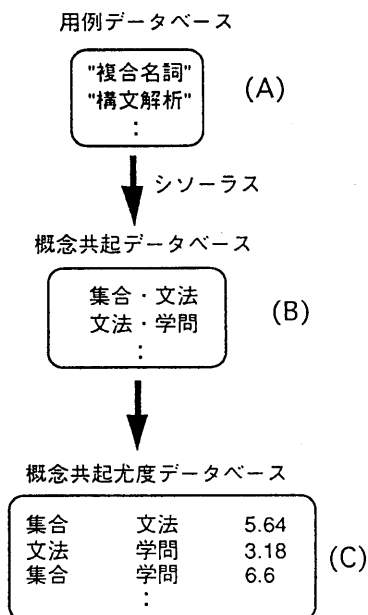 用例データベース
"複合名詞"
"構文解析"
:
(A)
シソーラス
概念共起データベース
集合・文法
文法・学問
:
(B)
概念共起尤度データベース
集合 文法 5.64
文法 学問 3.18
集合 学問 6.6
:
(C)